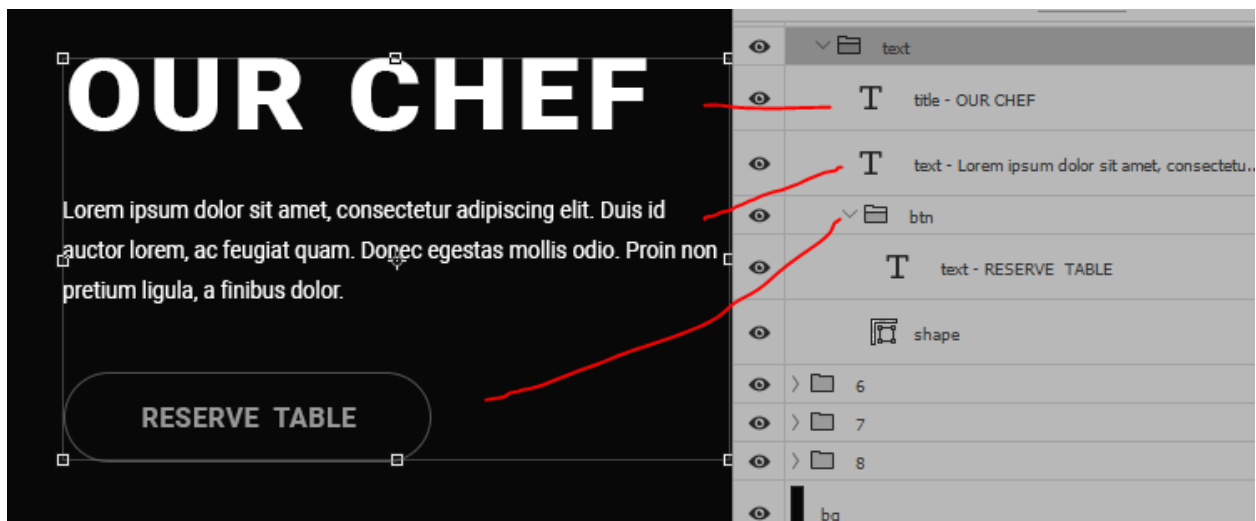 OUR CHEF
Lorem ipsum dolor sit amet, consectetur adipiscing elit. Duis id
auctor lorem, ac feugiat quam. Donec egestas mollis odio. Proin non
pretium ligula, a finibus dolor.
RESERVE TABLE
text
title - OUR CHEF
text - Lorem ipsum dolor sit amet, consectetu...
btn
text - RESERVE TABLE
shape
6
7
8
bg